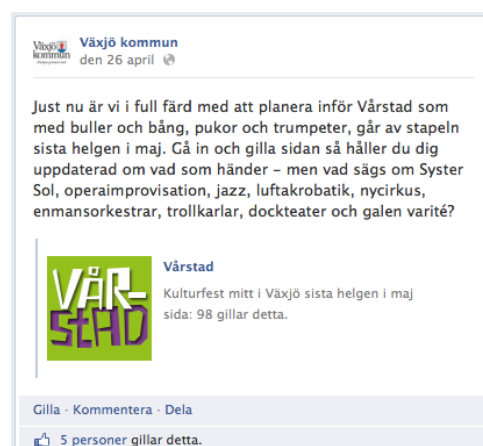 Växjö
kommun
Växjö kommun
den 26 april
Just nu är vi i full färd med att planera inför Vårstad som
med buller och bång, pukor och trumpeter, går av stapeln
sista helgen i maj. Gå in och gilla sidan så håller du dig
uppdaterad om vad som händer – men vad sägs om Syster
Sol, operaimprovisation, jazz, luftakrobatik, nycirkus,
enmansorkestrar, trollkarlar, dockteater och galen varité?
VÅR-
STAD
Vårstad
Kulturfest mitt i Växjö sista helgen i maj
sida: 98 gillar detta.
Gilla · Kommentera · Dela
5 personer gillar detta.